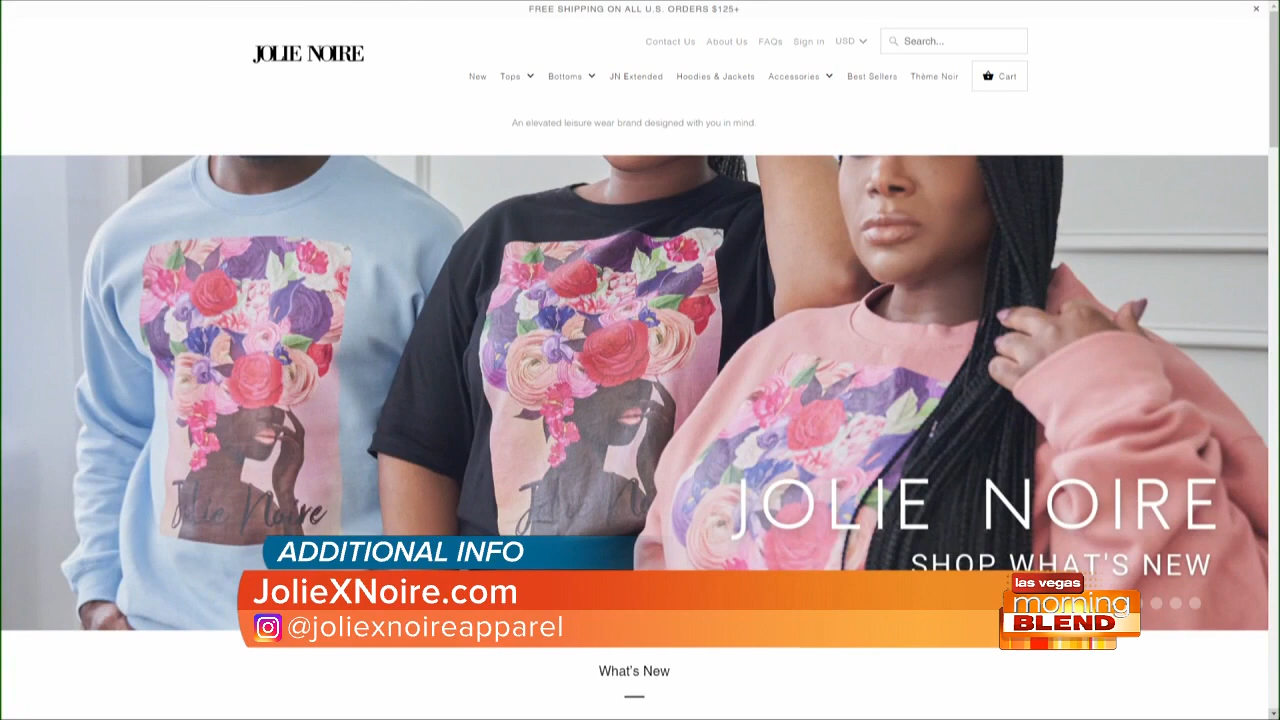 FREE SHIPPING ON ALL U.S. ORDERS $125+
JOLIE NOIRE
Contact Us About Us FAQs Sign In USD Search...
New Tops Bottoms JN Extended Hoodies & Jackets Accessories Best Sellers Thème Noir Cart
An elevated leisure wear brand designed with you in mind.
Jolie Noire
Jolie No
JOLIE NOIRE
SHOP WHAT'S NEW
ADDITIONAL INFO
JolieXNoire.com
@joliexnoireapparel
las vegas
morning
BLEND
What's New